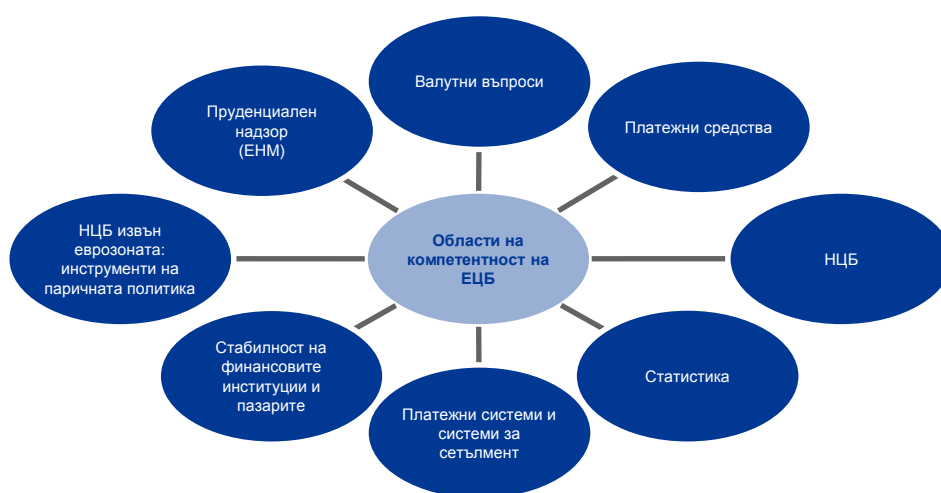 Валутни въпроси
Пруденциален
надзор
(ЕНМ)
Платежни средства
НЦБ извън
еврозоната:
инструменти на
паричната политика
Области на
компетентност на
ЕЦБ
НЦБ
Стабилност на
финансовите
институции и
пазарите
Статистика
Платежни системи и
системи за
сетълмент